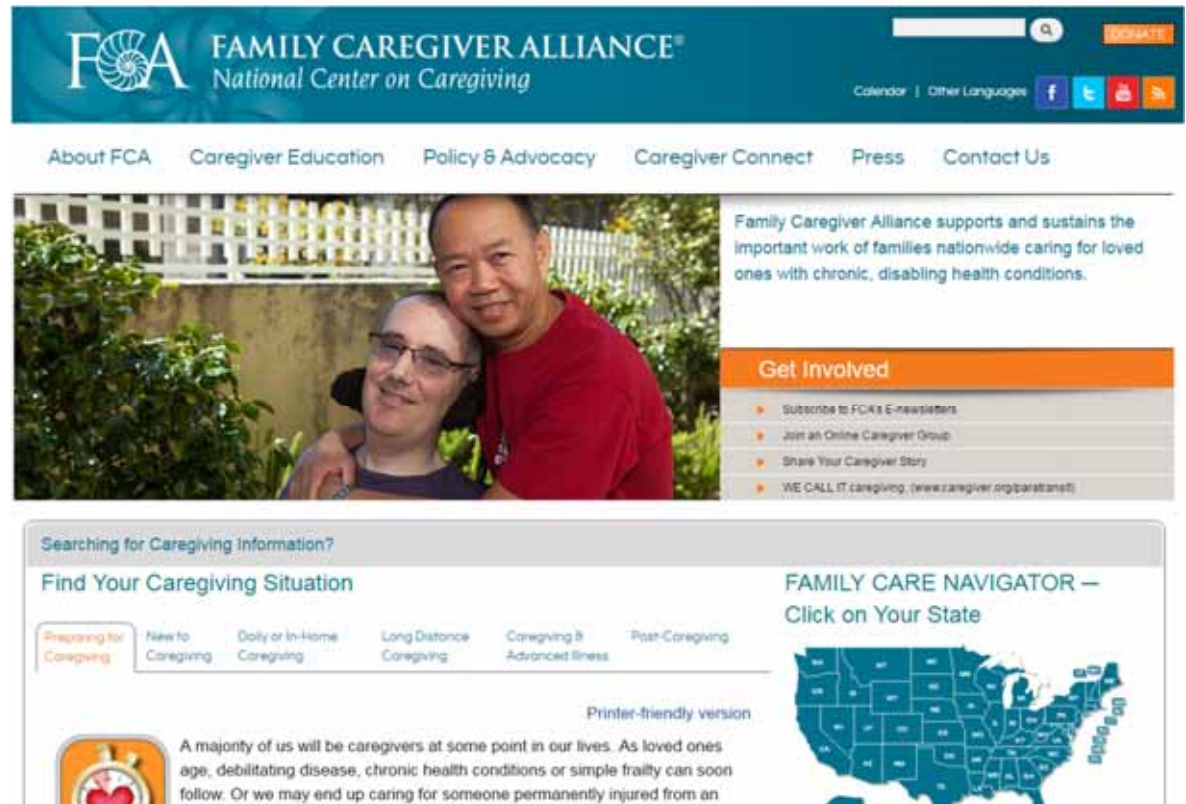 FCA
FAMILY CAREGIVER ALLIANCE®
National Center on Caregiving
DONATE
Calendar | Other Languages
About FCA Caregiver Education Policy & Advocacy Caregiver Connect Press Contact Us
Family Caregiver Alliance supports and sustains the
important work of families nationwide caring for loved
ones with chronic, disabling health conditions.
Get Involved
Subscribe to FCA's E-newsletters
Join an Online Caregiver Group
Share Your Caregiver Story
WE CALL IT caregiving. (www.caregiver.org/paratransit)
Searching for Caregiving Information?
Find Your Caregiving Situation
Preparing for
Caregiving
New to
Caregiving
Daily or In-Home
Caregiving
Long Distance
Caregiving
Caregiving &
Advanced Illness
Post-Caregiving
Printer-friendly version
A majority of us will be caregivers at some point in our lives. As loved ones
age, debilitating disease, chronic health conditions or simple frailty can soon
follow. Or we may end up caring for someone permanently injured from an
FAMILY CARE NAVIGATOR —
Click on Your State